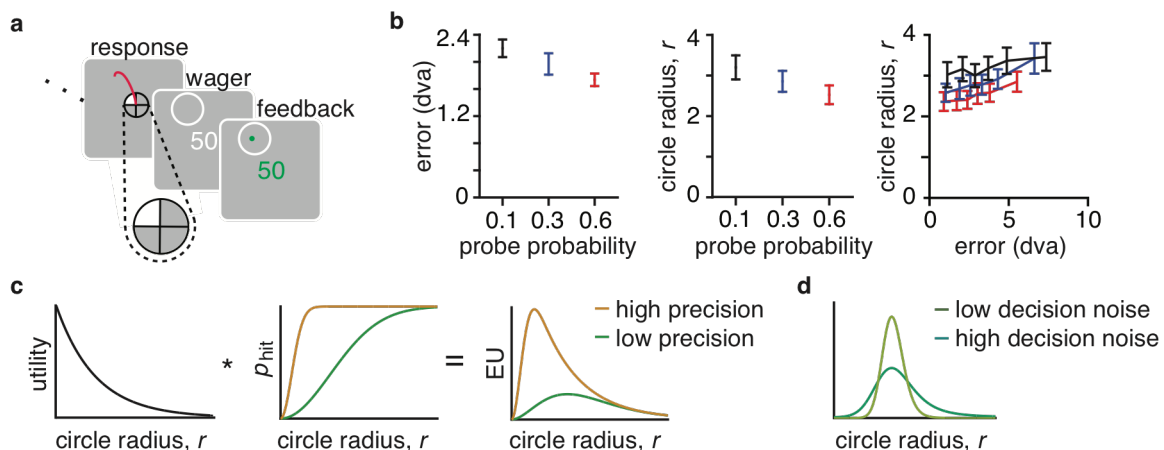 a
response
wager
50
feedback
50
b
error (dva)
2.4
1.2
0
0.1 0.3 0.6
probe probability
circle radius, r
4
2
0
0.1 0.3 0.6
probe probability
circle radius, r
4
2
0
0 5 10
error (dva)
c
utility
circle radius, r
*
phit
circle radius, r
=
EU
high precision
low precision
circle radius, r
d
low decision noise
high decision noise
circle radius, r